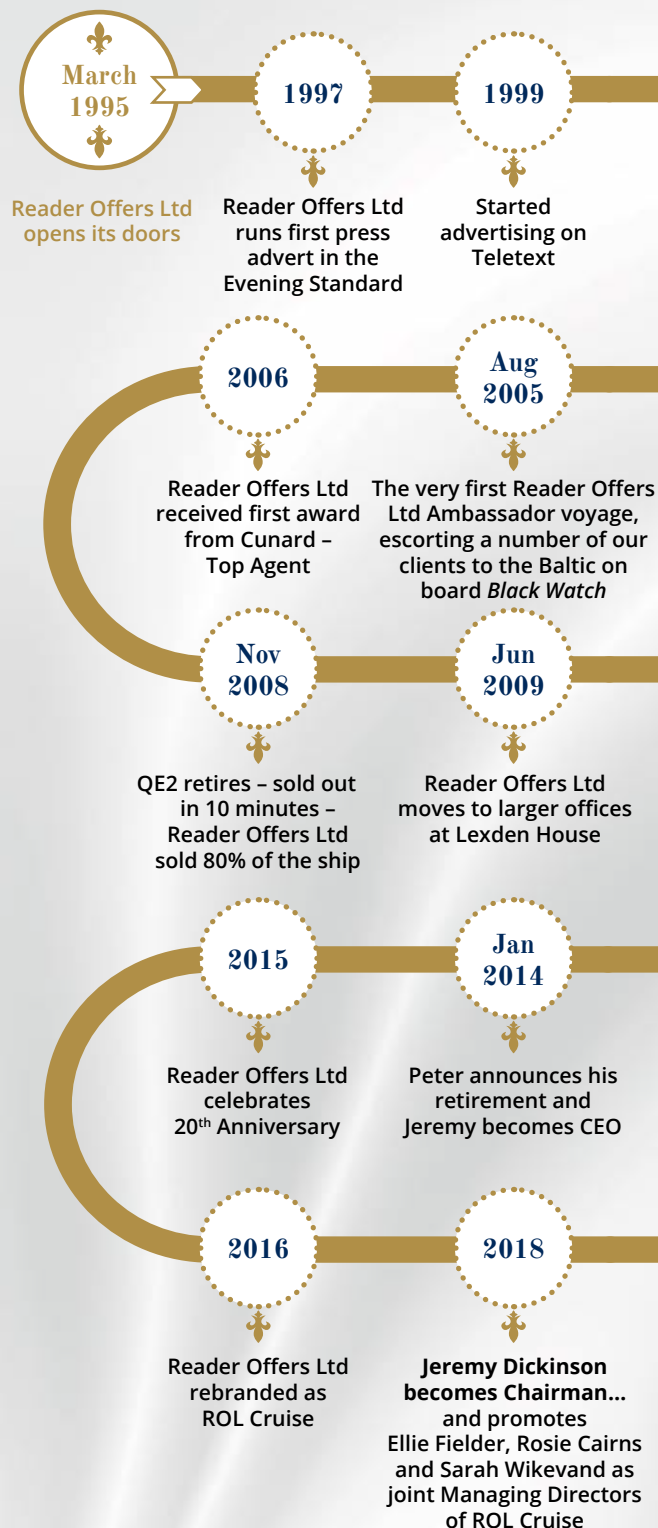 March
1995
Reader Offers Ltd
opens its doors
1997
Reader Offers Ltd
runs first press
advert in the
Evening Standard
1999
Started
advertising on
Teletext
Aug
2005
The very first Reader Offers
Ltd Ambassador voyage,
escorting a number of our
clients to the Baltic on
board Black Watch
2006
Reader Offers Ltd
received first award
from Cunard –
Top Agent
Nov
2008
QE2 retires – sold out
in 10 minutes –
Reader Offers Ltd
sold 80% of the ship
Jun
2009
Reader Offers Ltd
moves to larger offices
at Lexden House
Jan
2014
Peter announces his
retirement and
Jeremy becomes CEO
2015
Reader Offers Ltd
celebrates
20th Anniversary
2016
Reader Offers Ltd
rebranded as
ROL Cruise
2018
Jeremy Dickinson
becomes Chairman...
and promotes
Ellie Fielder, Rosie Cairns
and Sarah Wikevand as
joint Managing Directors
of ROL Cruise